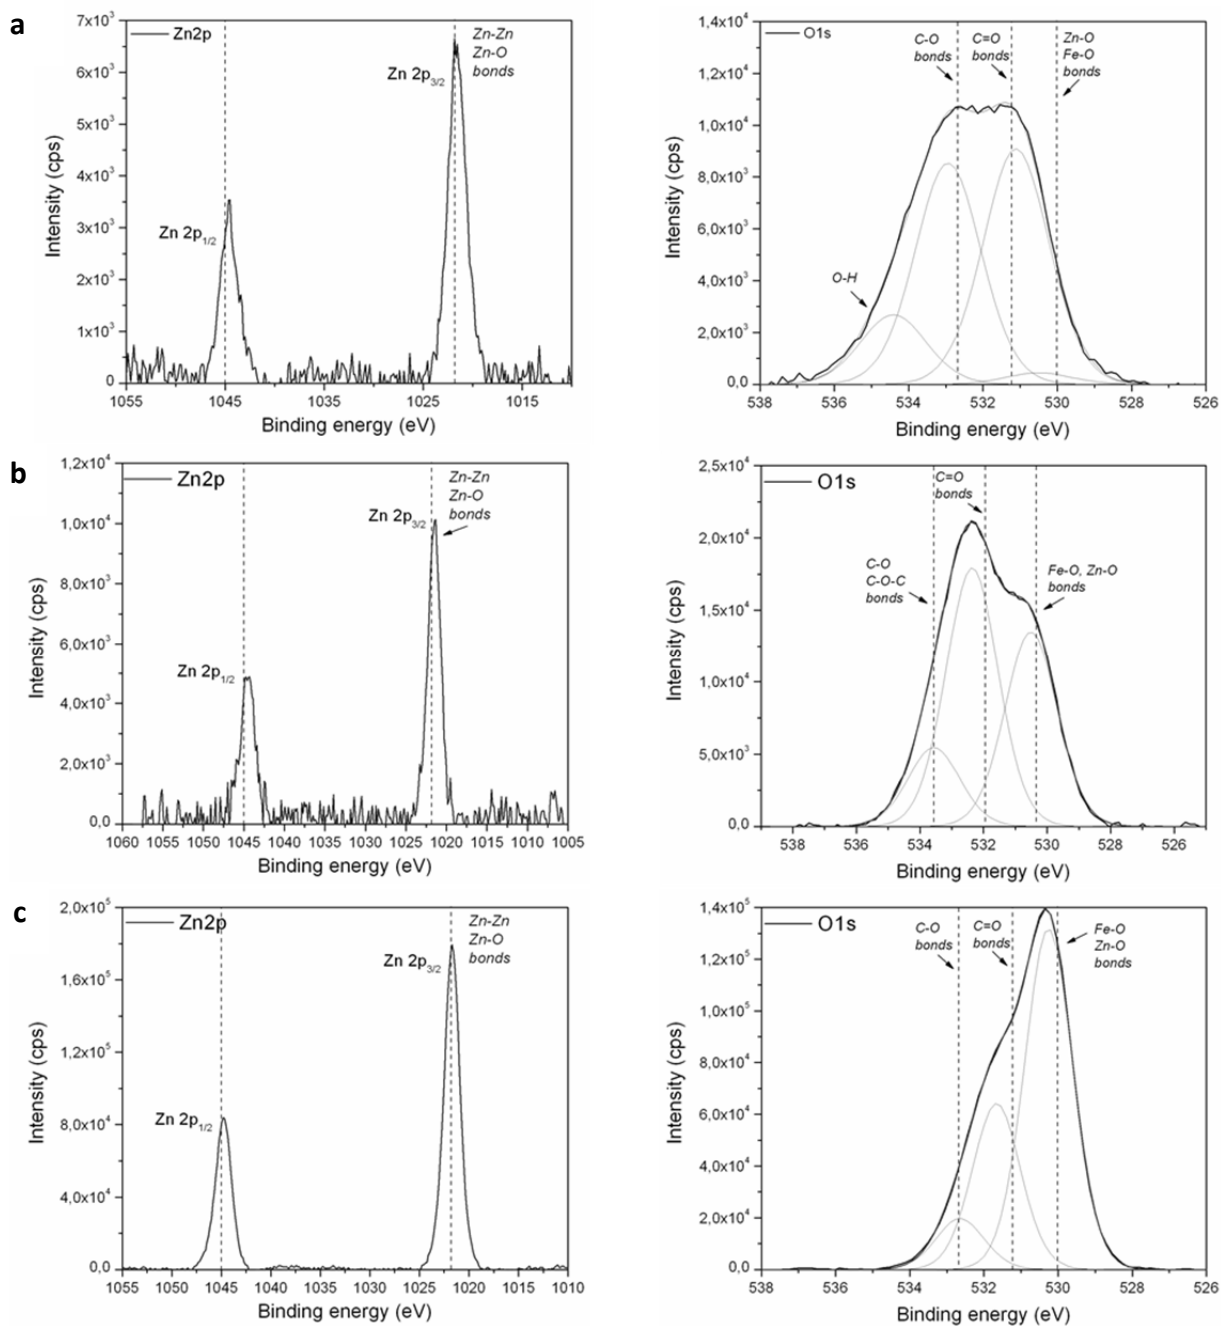 a
Zn2p
Zn-Zn
Zn-O
bonds
Zn 2p3/2
Zn 2p1/2
7x10³
6x10³
5x10³
4x10³
3x10³
2x10³
1x10³
0
Intensity (cps)
1055 1045 1035 1025 1015
Binding energy (eV)
O1s
C-O
bonds
C=O
bonds
Zn-O
Fe-O
bonds
O-H
1,4x10⁴
1,2x10⁴
1,0x10⁴
8,0x10³
6,0x10³
4,0x10³
2,0x10³
0,0
Intensity (cps)
538 536 534 532 530 528 526
Binding energy (eV)
b
Zn2p
Zn-Zn
Zn-O
bonds
Zn 2p3/2
Zn 2p1/2
1,2x10⁴
1,0x10⁴
8,0x10³
6,0x10³
4,0x10³
2,0x10³
0,0
Intensity (cps)
1060 1055 1050 1045 1040 1035 1030 1025 1020 1015 1010 1005
Binding energy (eV)
O1s
C=O
bonds
C-O
C-O-C
bonds
Fe-O, Zn-O
bonds
2,5x10⁴
2,0x10⁴
1,5x10⁴
1,0x10⁴
5,0x10³
0,0
Intensity (cps)
538 536 534 532 530 528 526
Binding energy (eV)
c
Zn2p
Zn-Zn
Zn-O
bonds
Zn 2p3/2
Zn 2p1/2
2,0x10⁵
1,6x10⁵
1,2x10⁵
8,0x10⁴
4,0x10⁴
0,0
Intensity (cps)
1055 1050 1045 1040 1035 1030 1025 1020 1015 1010
Binding energy (eV)
O1s
C-O
bonds
C=O
bonds
Fe-O
Zn-O
bonds
1,4x10⁵
1,2x10⁵
1,0x10⁵
8,0x10⁴
6,0x10⁴
4,0x10⁴
2,0x10⁴
0,0
Intensity (cps)
538 536 534 532 530 528 526
Binding energy (eV)